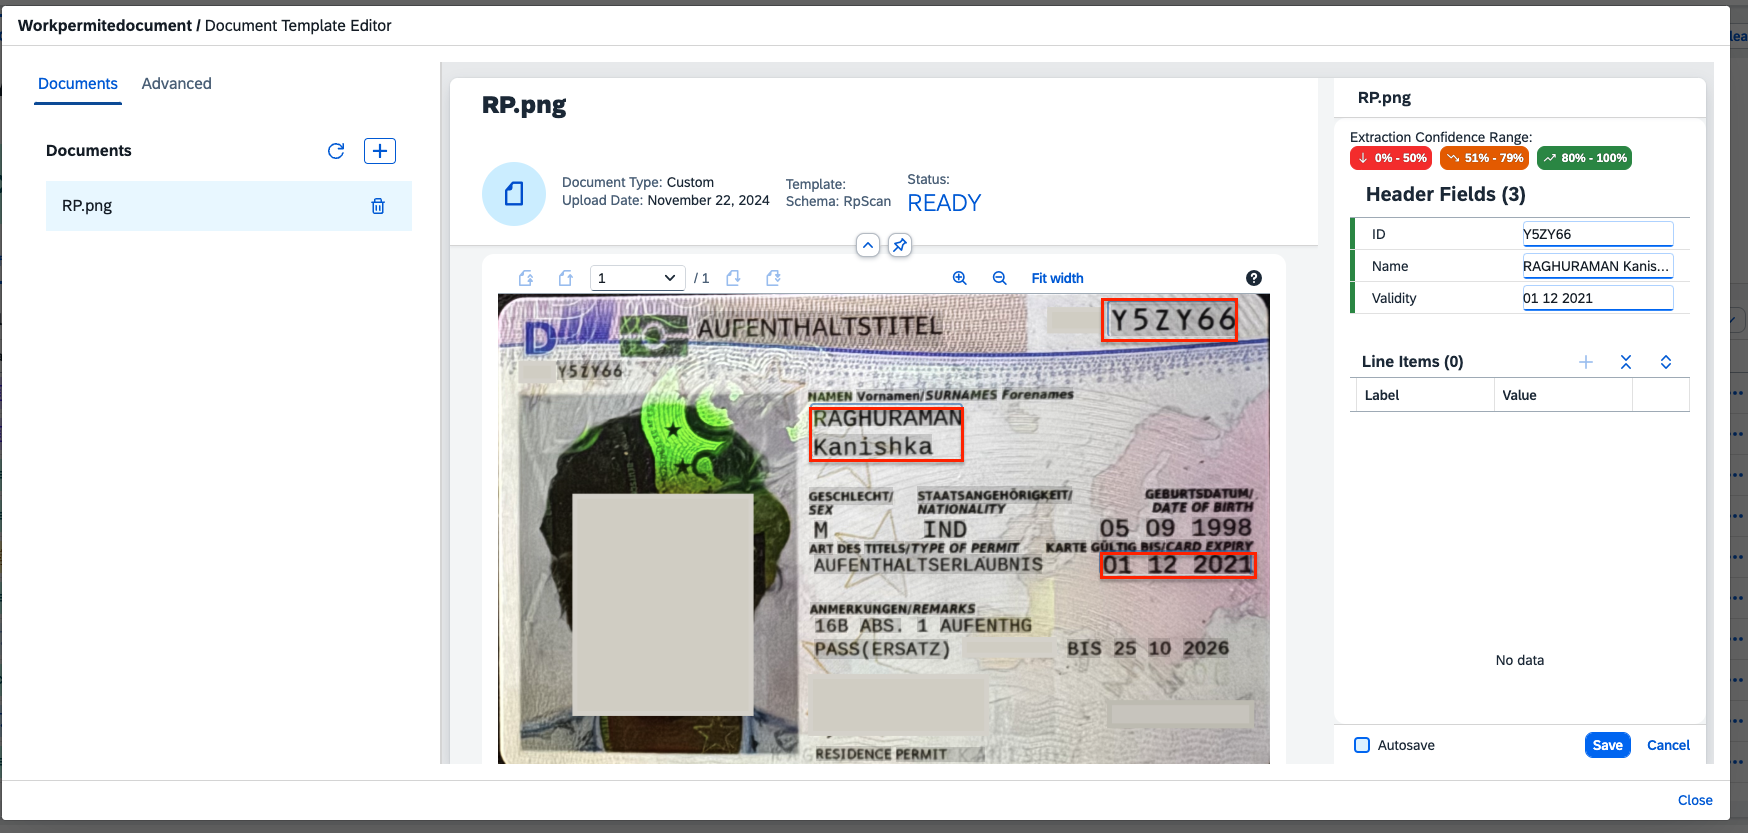 Workpermitedocument / Document Template Editor
Documents
Advanced
Documents
RP.png
RP.png
Document Type: Custom
Upload Date: November 22, 2024
Template:
Schema: RpScan
Status:
READY
1
/ 1
Fit width
D
AUFENTHALTSTITEL
Y5ZY66
Y5ZY66
NAMEN Vornamen/SURNAMES Forenames
RAGHURAMAN
Kanishka
GESCHLECHT/
SEX
STAATSANGEHÖRIGKEIT/
NATIONALITY
GEBURTSDATUM/
DATE OF BIRTH
M
IND
05 09 1998
ART DES TITELS/TYPE OF PERMIT
KARTE GÜLTIG BIS/CARD EXPIRY
AUFENTHALTSERLAUBNIS
01 12 2021
ANMERKUNGEN/REMARKS
16B ABS. 1 AUFENTHG
PASS(ERSATZ)
BIS 25 10 2026
RESIDENCE PERMIT
RP.png
Extraction Confidence Range:
0% - 50%
51% - 79%
80% - 100%
Header Fields (3)
ID
Y5ZY66
Name
RAGHURAMAN Kanis...
Validity
01 12 2021
Line Items (0)
Label
Value
No data
Autosave
Save
Cancel
Close